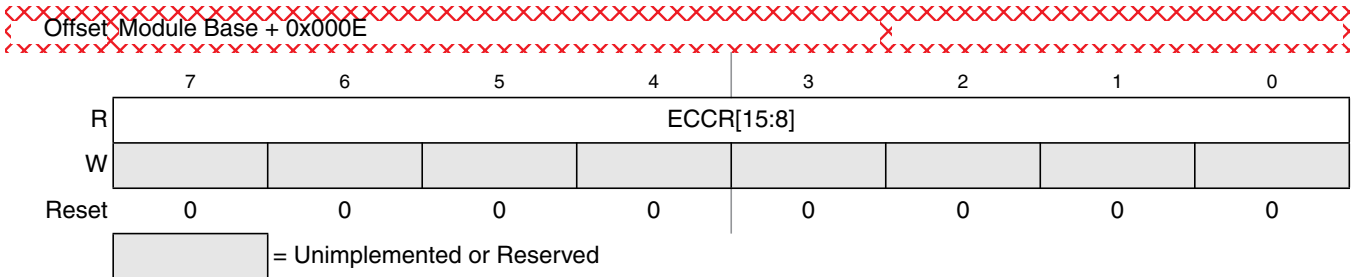 Offset Module Base + 0x000E
7 6 5 4 3 2 1 0
R ECCR[15:8]
W
Reset 0 0 0 0 0 0 0 0
= Unimplemented or Reserved